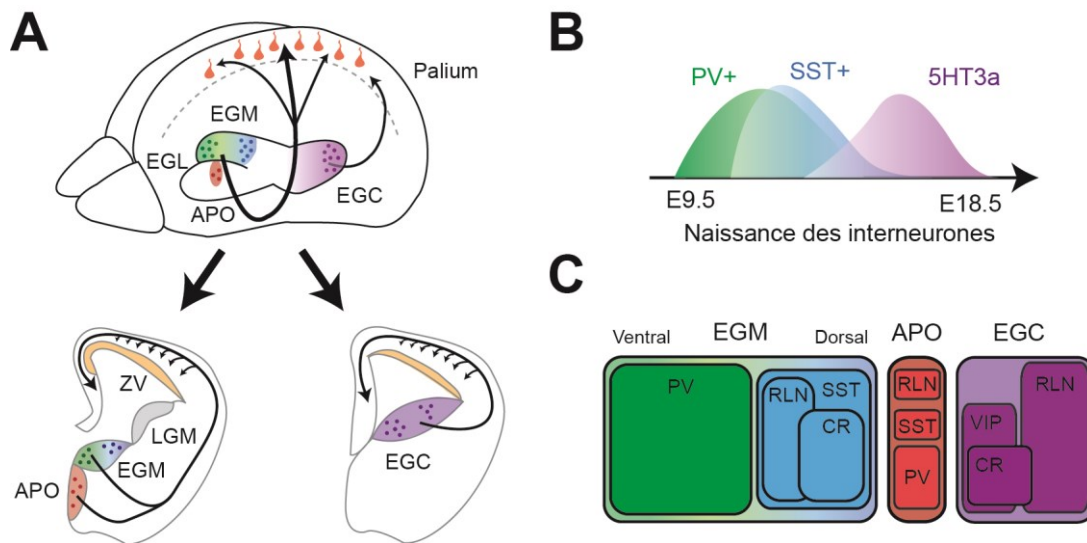 A
Palium
EGM
EGL
APO
EGC
ZV
LGM
EGM
APO
EGC
B
PV+
SST+
5HT3a
E9.5
E18.5
Naissance des interneurones
C
Ventral
EGM
Dorsal
APO
EGC
PV
RLN
SST
CR
RLN
SST
PV
RLN
VIP
CR